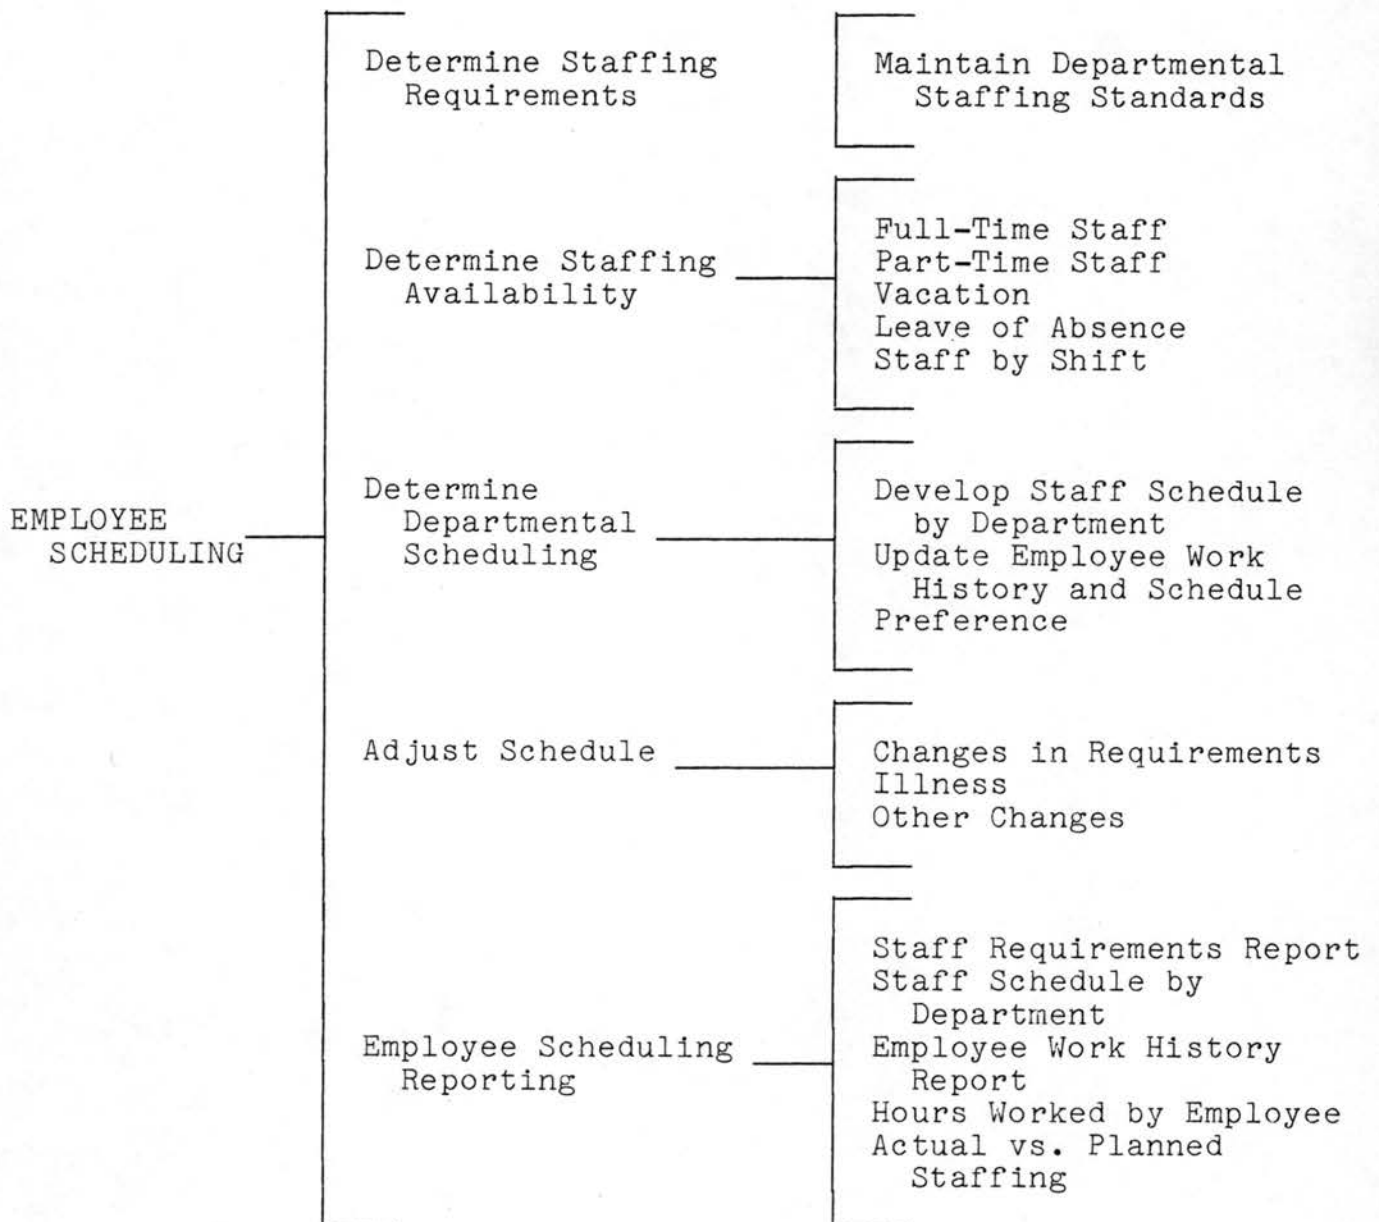 Determine Staffing
Requirements
Maintain Departmental
Staffing Standards
Determine Staffing
Availability
Full-Time Staff
Part-Time Staff
Vacation
Leave of Absence
Staff by Shift
EMPLOYEE
SCHEDULING
Determine
Departmental
Scheduling
Develop Staff Schedule
by Department
Update Employee Work
History and Schedule
Preference
Adjust Schedule
Changes in Requirements
Illness
Other Changes
Employee Scheduling
Reporting
Staff Requirements Report
Staff Schedule by
Department
Employee Work History
Report
Hours Worked by Employee
Actual vs. Planned
Staffing